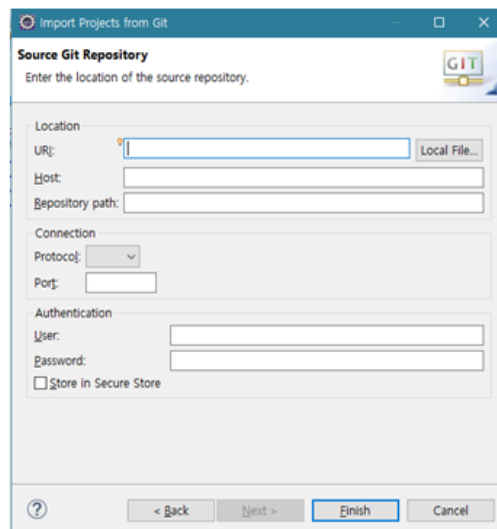 Import Projects from Git
Source Git Repository
Enter the location of the source repository.
GIT
Location
URI:
Local File...
Host:
Repository path:
Connection
Protocol:
Port:
Authentication
User:
Password:
Store in Secure Store
?
< Back
Next >
Finish
Cancel